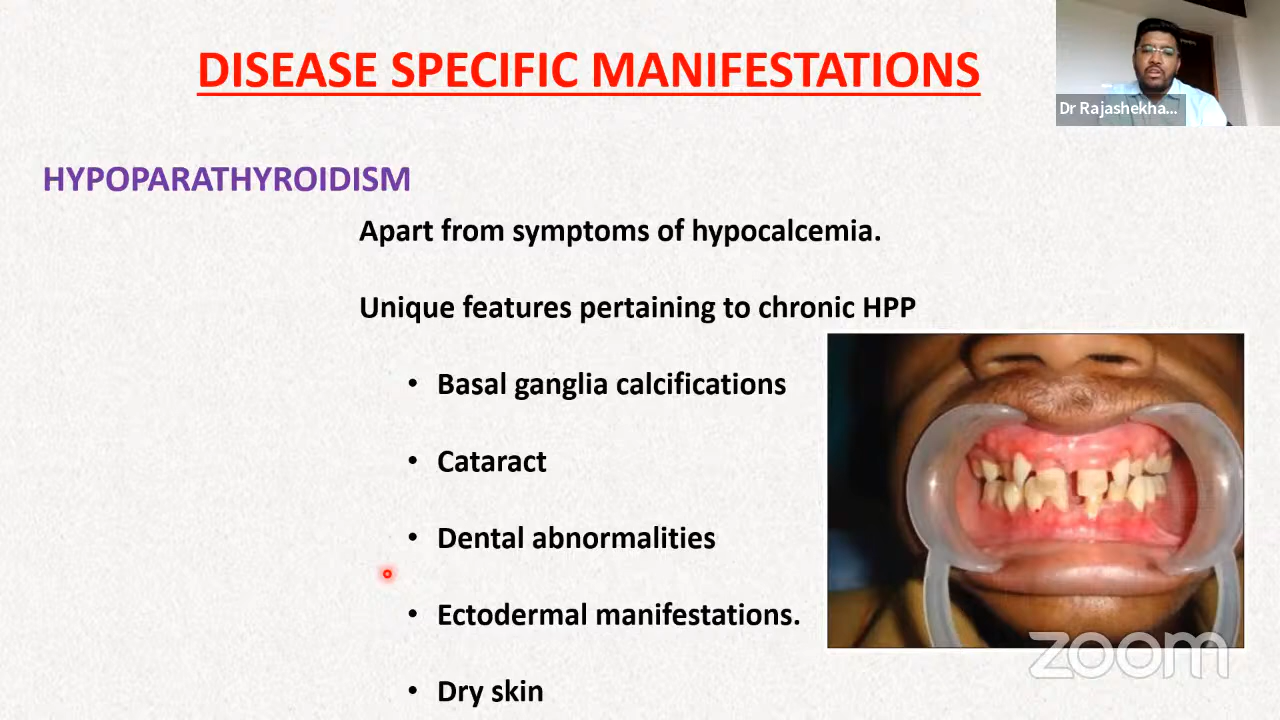 DISEASE SPECIFIC MANIFESTATIONS
Dr Rajashekha...
HYPOPARATHYROIDISM
Apart from symptoms of hypocalcemia.
Unique features pertaining to chronic HPP
• Basal ganglia calcifications
• Cataract
• Dental abnormalities
• Ectodermal manifestations.
• Dry skin
zoom